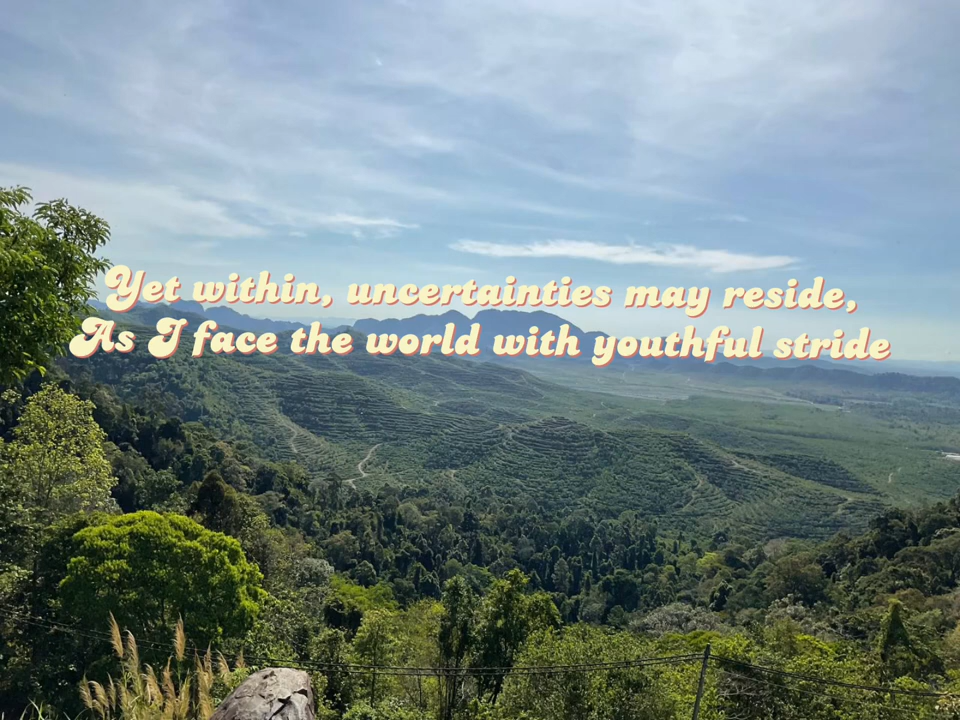 Yet within, uncertainties may reside,
As I face the world with youthful stride